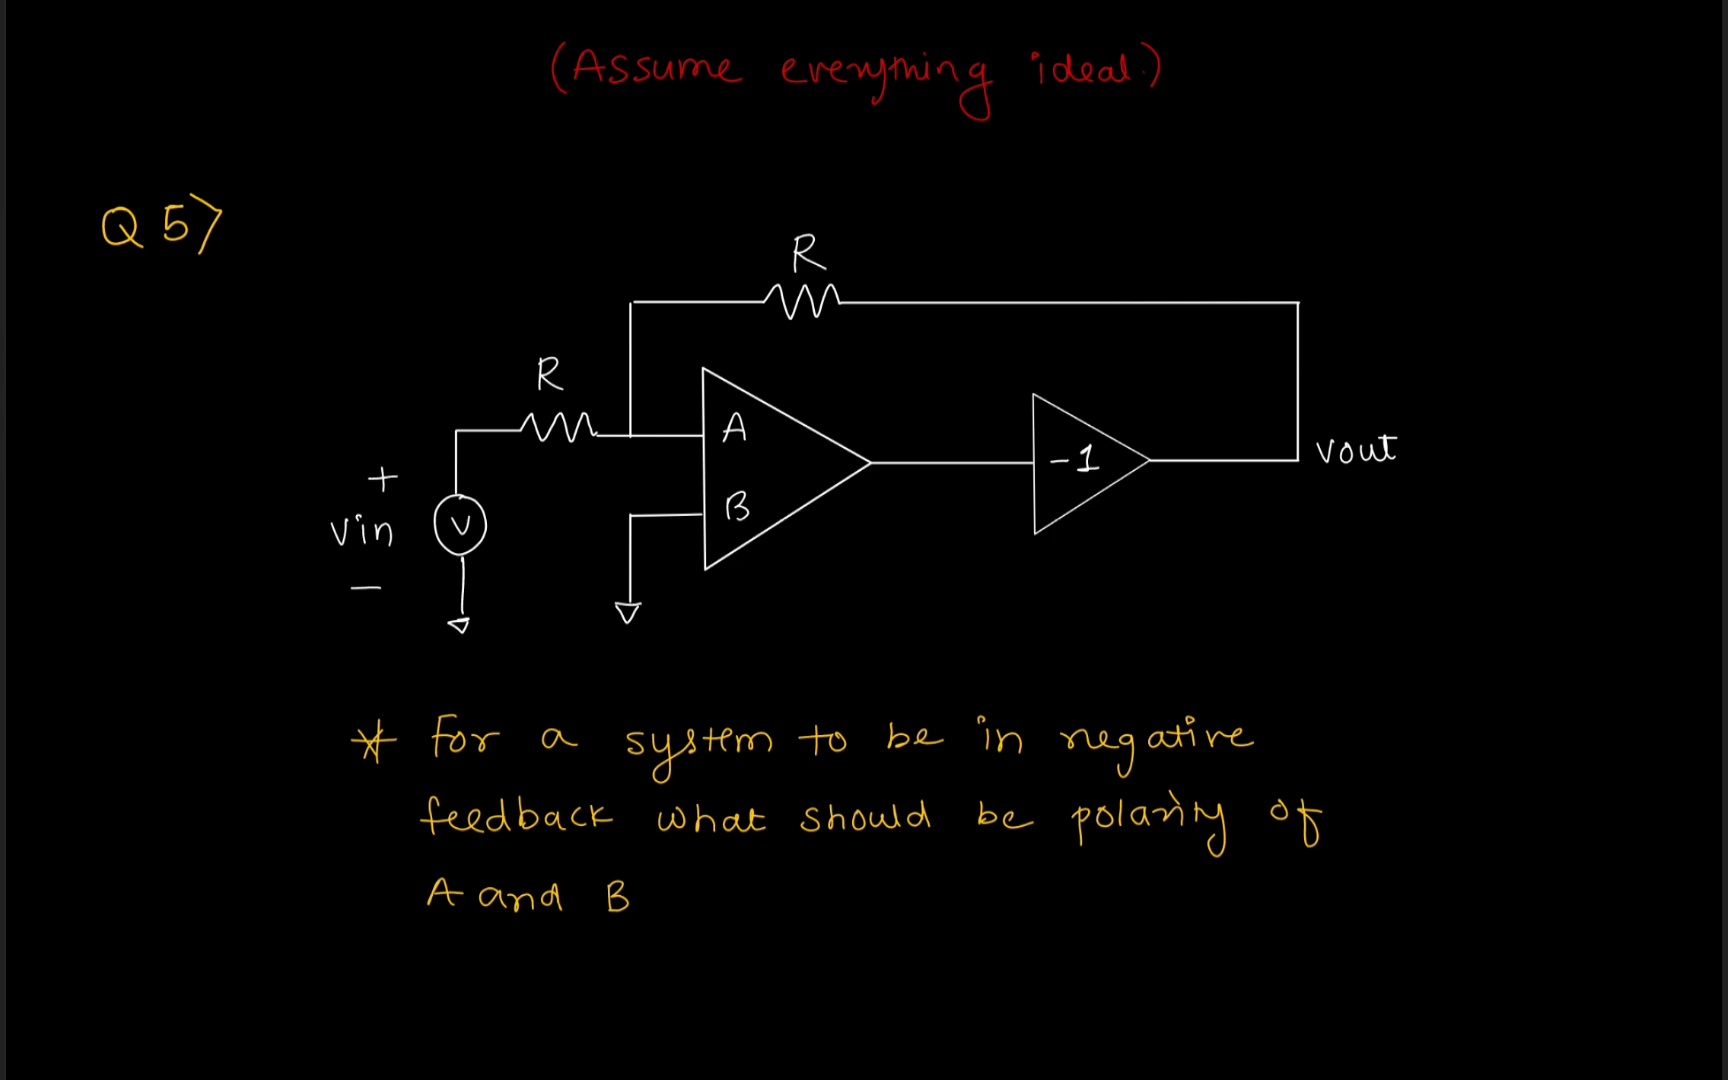 (Assume everything ideal.)
Q 5>
R
R
A
B
-1
vout
+
vin
-
V
* For a system to be in negative
feedback what should be polarity of
A and B